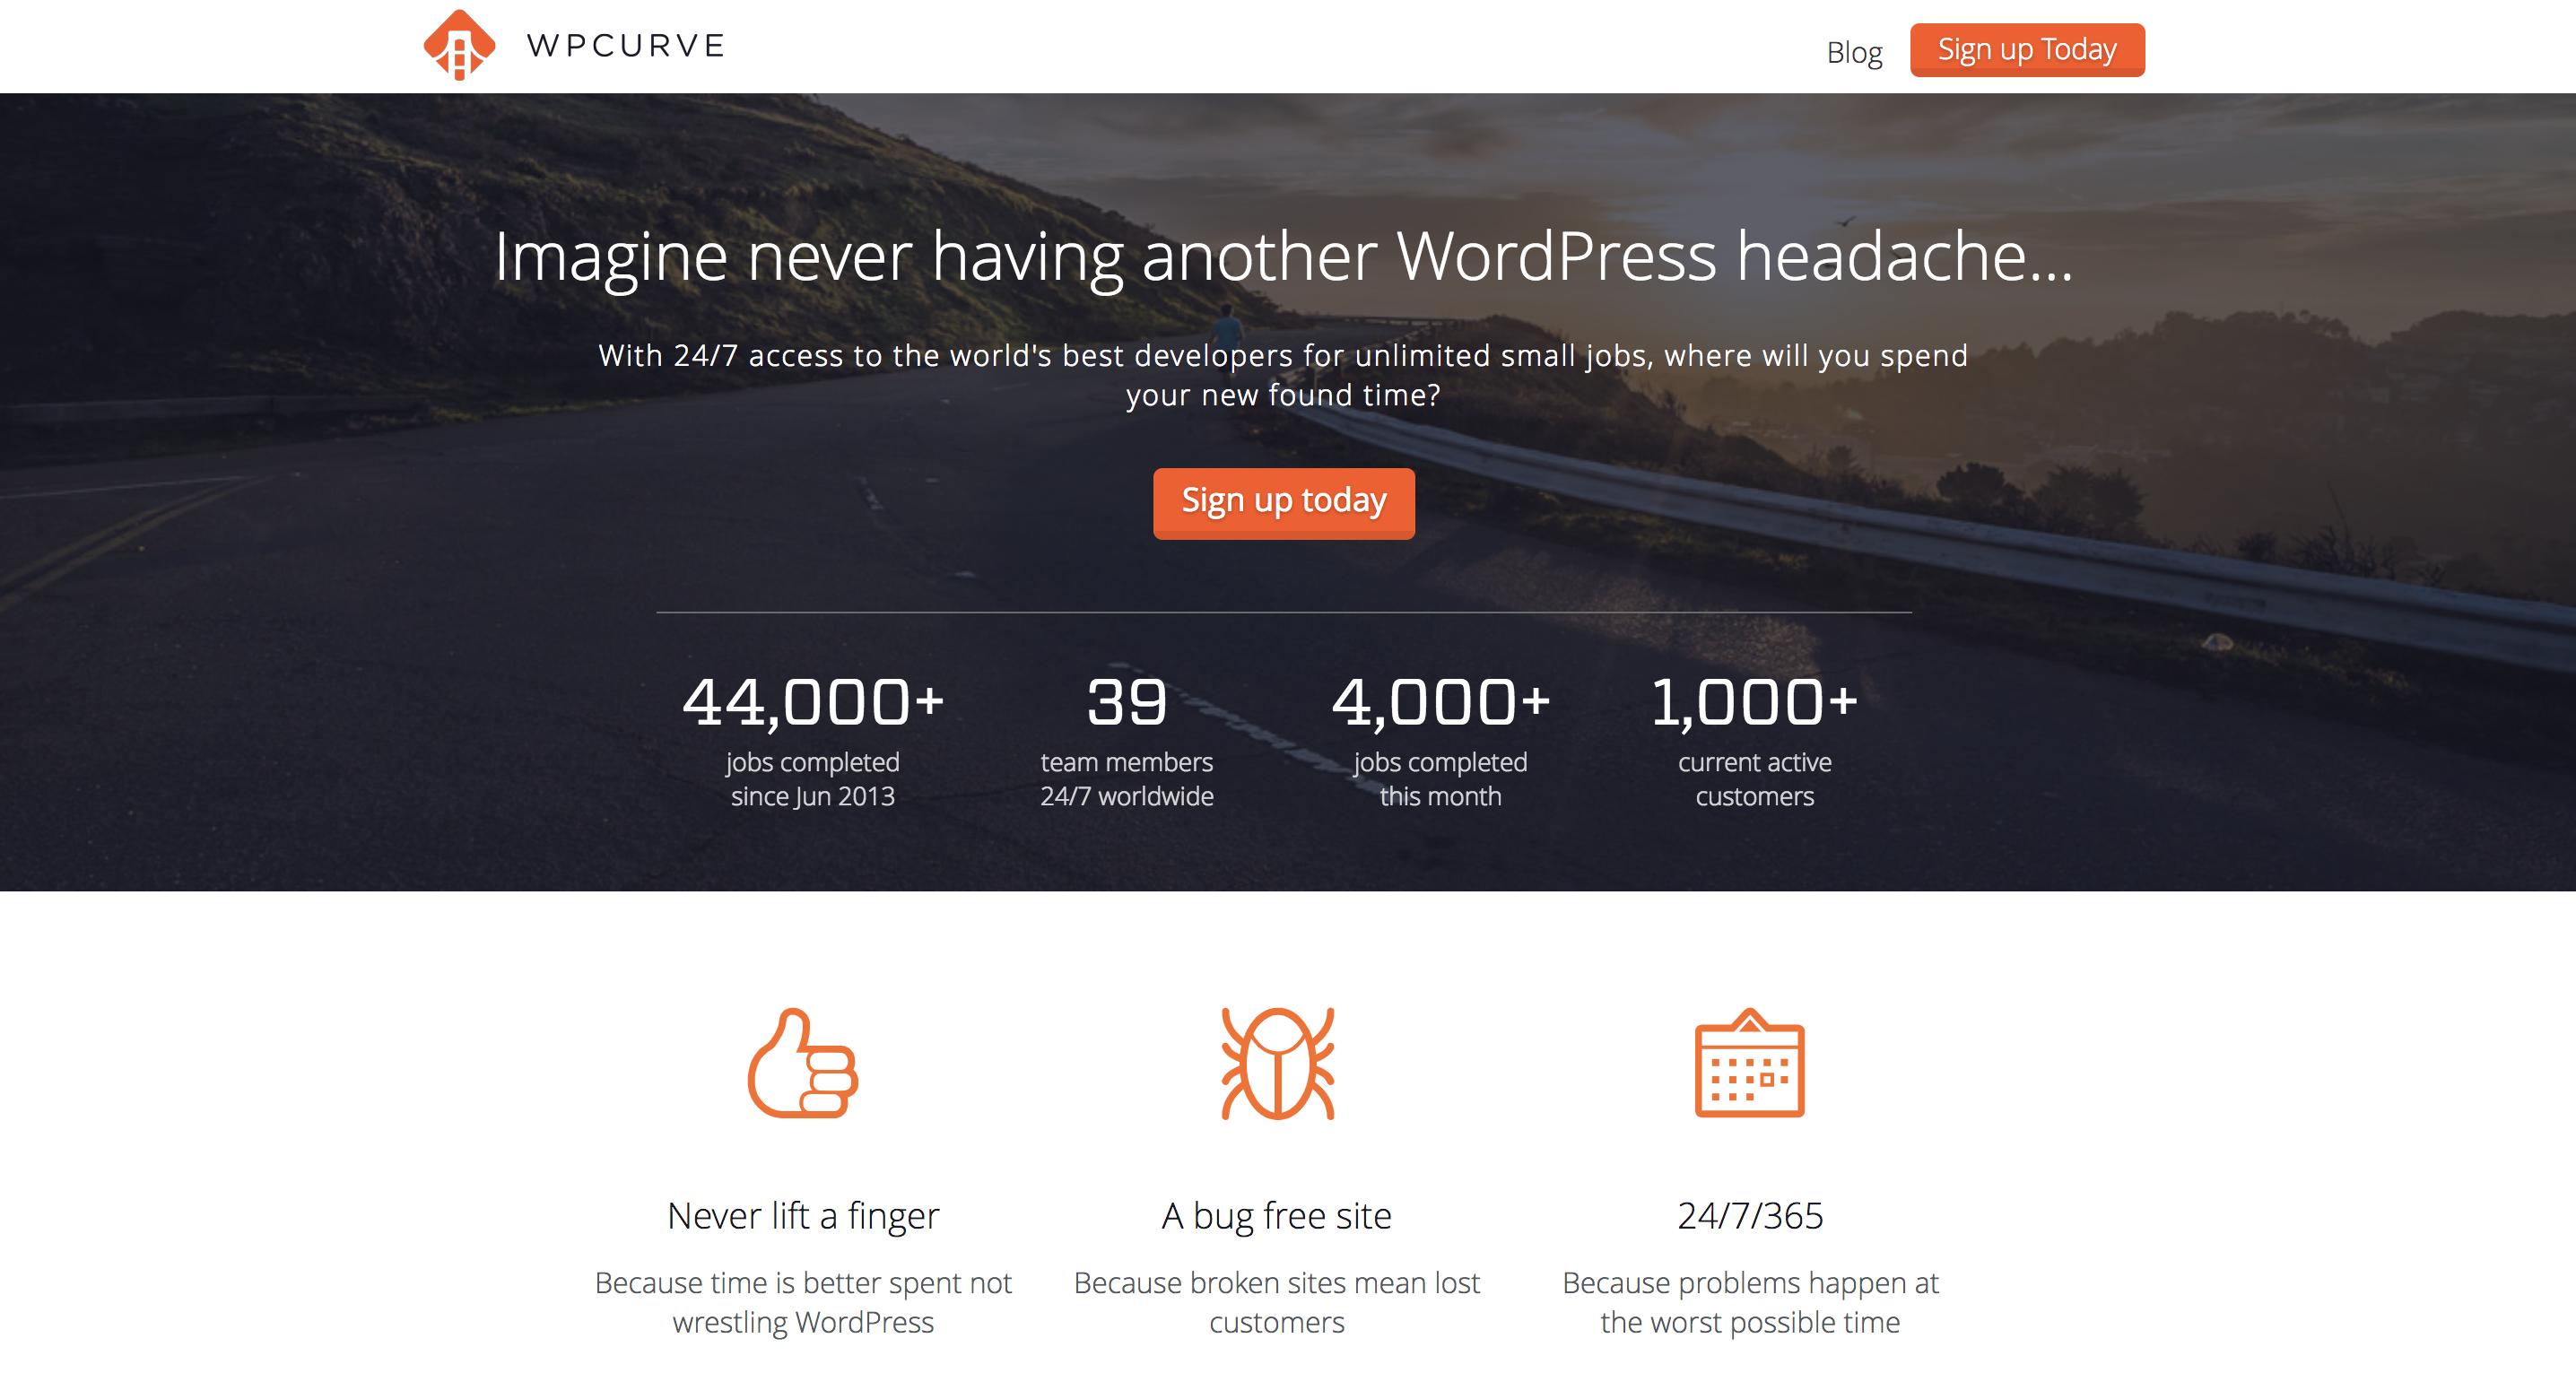 WPCURVE
Blog
Sign up Today
Imagine never having another WordPress headache...
With 24/7 access to the world's best developers for unlimited small jobs, where will you spend
your new found time?
Sign up today
44,000+
jobs completed
since Jun 2013
39
team members
24/7 worldwide
4,000+
jobs completed
this month
1,000+
current active
customers
Never lift a finger
Because time is better spent not
wrestling WordPress
A bug free site
Because broken sites mean lost
customers
24/7/365
Because problems happen at
the worst possible time